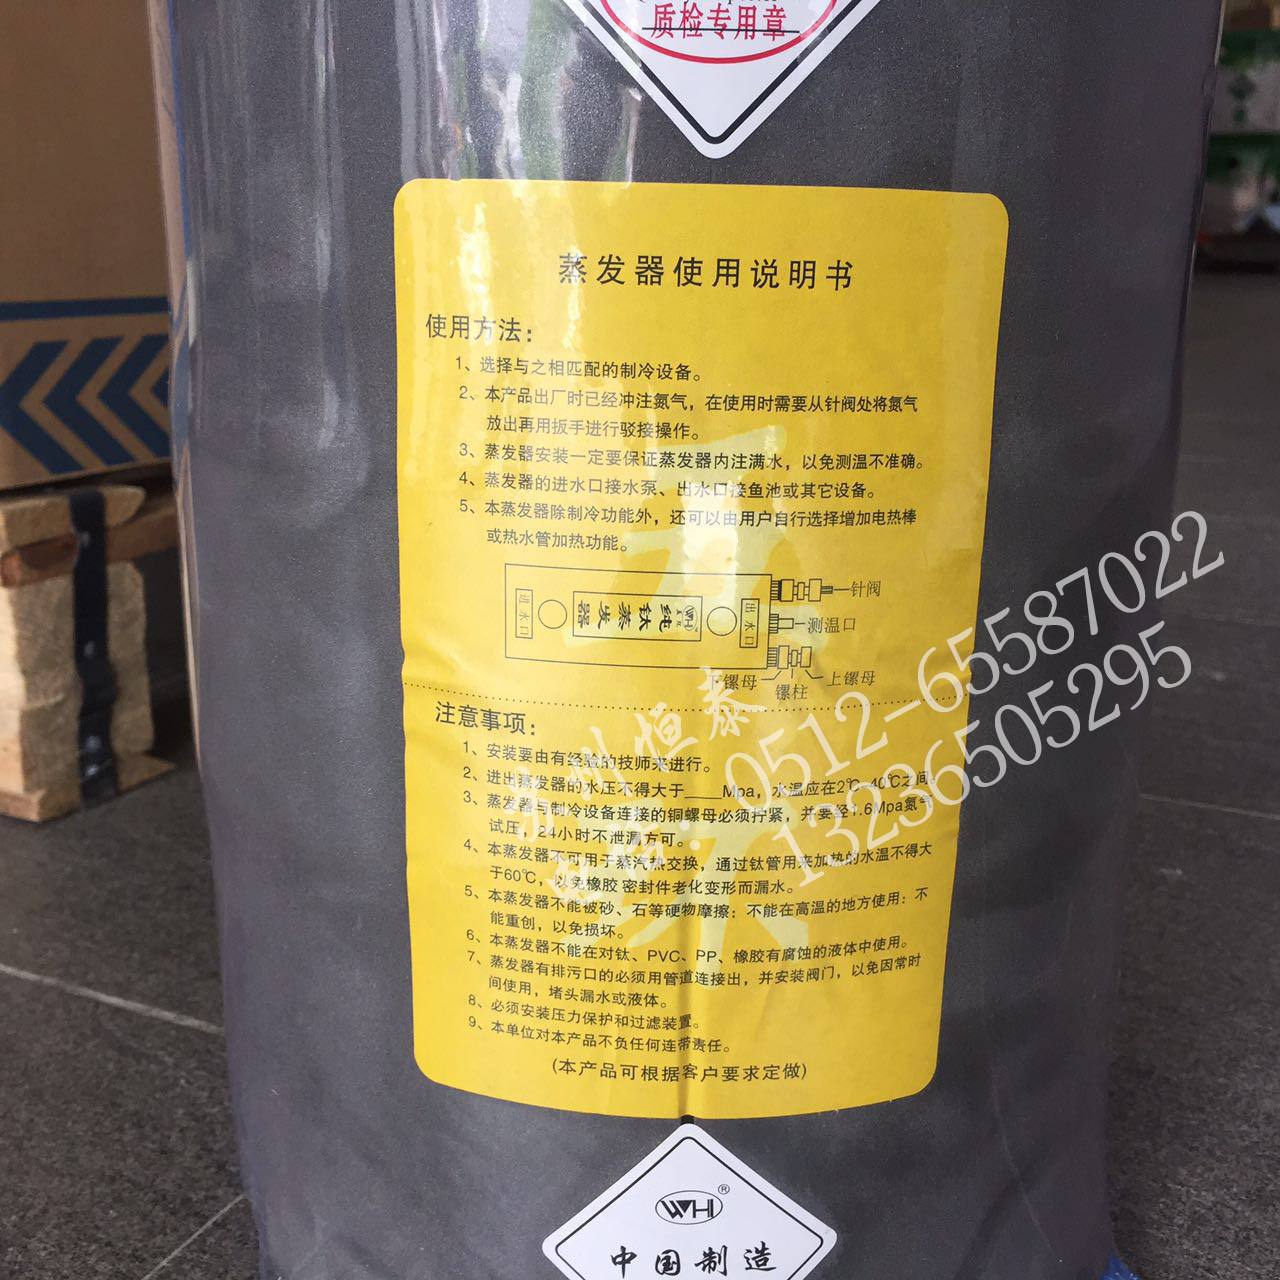 质检专用章
蒸发器使用说明书
使用方法：
1、选择与之相匹配的制冷设备。
2、本产品出厂时已经冲注氮气，在使用时需要从针阀处将氮气
放出再用扳手进行驳接操作。
3、蒸发器安装一定要保证蒸发器内注满水，以免测温不准确。
4、蒸发器的进水口接水泵、出水口接鱼池或其它设备。
5、本蒸发器除制冷功能外，还可以由用户自行选择增加电热棒
或热水管加热功能。
进水口
WHI
纯钛蒸发器
出水口
针阀
测温口
下镙母
镙柱
上镙母
注意事项：
1、安装要由有经验的技师来进行。
2、进出蒸发器的水压不得大于____Mpa，水温应在2℃-40℃之间。
3、蒸发器与制冷设备连接的铜螺母必须拧紧，并要经1.6Mpa氮气
试压，24小时不泄漏方可。
4、本蒸发器不可用于蒸汽热交换，通过钛管用来加热的水温不得大
于60℃，以免橡胶密封件老化变形而漏水。
5、本蒸发器不能被砂、石等硬物摩擦；不能在高温的地方使用；不
能重创，以免损坏。
6、本蒸发器不能在对钛、PVC、PP、橡胶有腐蚀的液体中使用。
7、蒸发器有排污口的必须用管道连接出，并安装阀门，以免因常时
间使用，堵头漏水或液体。
8、必须安装压力保护和过滤装置。
9、本单位对本产品不负任何连带责任。
(本产品可根据客户要求定做)
苏州恒泰
电话：0512-65587022
13236505295
WHI®
中国制造